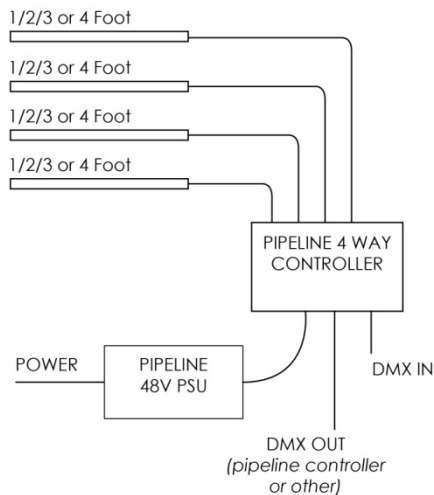 1/2/3 or 4 Foot
1/2/3 or 4 Foot
1/2/3 or 4 Foot
1/2/3 or 4 Foot
PIPELINE 4 WAY
CONTROLLER
POWER
PIPELINE
48V PSU
DMX IN
DMX OUT
(pipeline controller
or other)